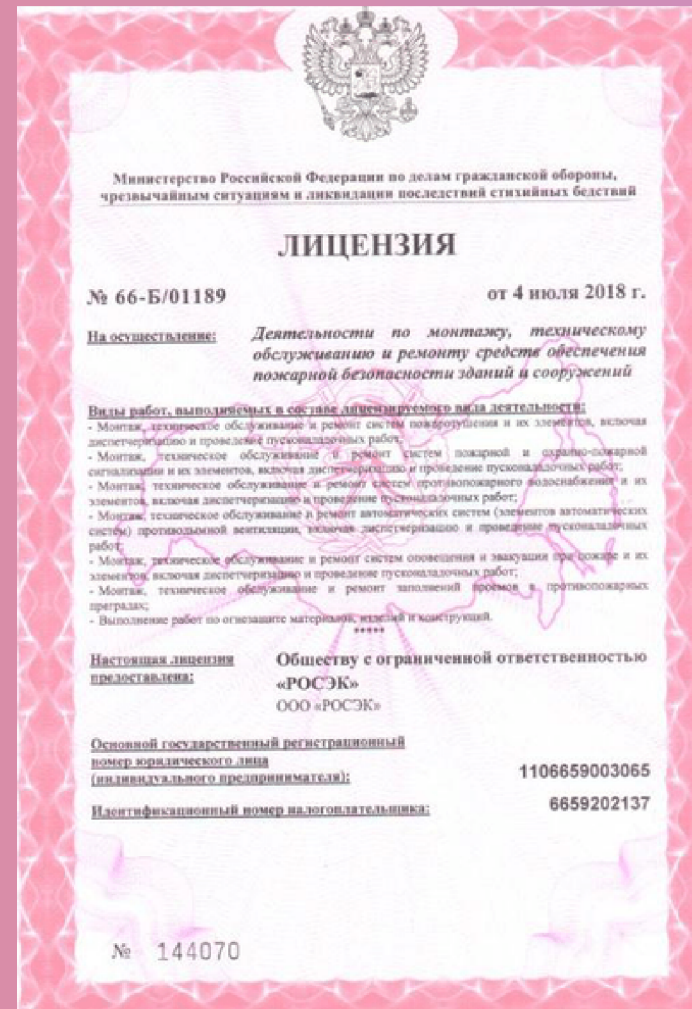 Министерство Российской Федерации по делам гражданской обороны,
чрезвычайным ситуациям и ликвидации последствий стихийных бедствий
ЛИЦЕНЗИЯ
№ 66-Б/01189
от 4 июля 2018 г.
На осуществление: Деятельности по монтажу, техническому
обслуживанию и ремонту средств обеспечения
пожарной безопасности зданий и сооружений
Виды работ, выполняемых в составе лицензируемого вида деятельности:
- Монтаж, техническое обслуживание и ремонт систем пожаротушения и их элементов, включая
диспетчеризацию и проведение пусконаладочных работ;
- Монтаж, техническое обслуживание и ремонт систем пожарной и охранно-пожарной
сигнализации и их элементов, включая диспетчеризацию и проведение пусконаладочных работ;
- Монтаж, техническое обслуживание и ремонт систем противопожарного водоснабжения и их
элементов, включая диспетчеризацию и проведение пусконаладочных работ;
- Монтаж, техническое обслуживание и ремонт автоматических систем (элементов автоматических
систем) противодымной вентиляции, включая диспетчеризацию и проведение пусконаладочных
работ;
- Монтаж, техническое обслуживание и ремонт систем оповещения и эвакуации при пожаре и их
элементов, включая диспетчеризацию и проведение пусконаладочных работ;
- Монтаж, техническое обслуживание и ремонт заполнений проемов в противопожарных
преградах;
- Выполнение работ по огнезащите материалов, изделий и конструкций.
*****
Настоящая лицензия Обществу с ограниченной ответственностью
предоставлена: «РОСЭК»
ООО «РОСЭК»
Основной государственный регистрационный
номер юридического лица
(индивидуального предпринимателя): 1106659003065
Идентификационный номер налогоплательщика: 6659202137
№ 144070